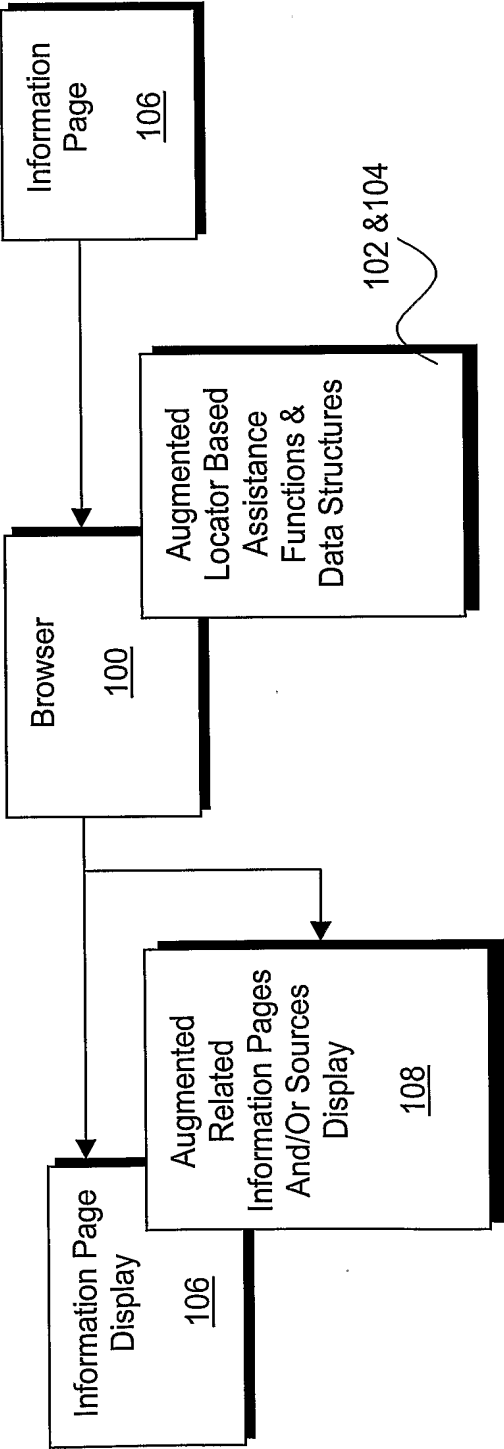 Information Page
Display
106
Augmented
Related
Information Pages
And/Or Sources
Display
108
Browser
100
Augmented
Locator Based
Assistance
Functions &
Data Structures
102 &104
Information
Page
106